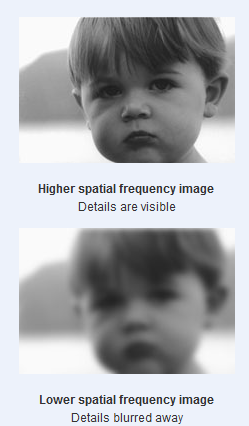 Higher spatial frequency image
Details are visible
Lower spatial frequency image
Details blurred away